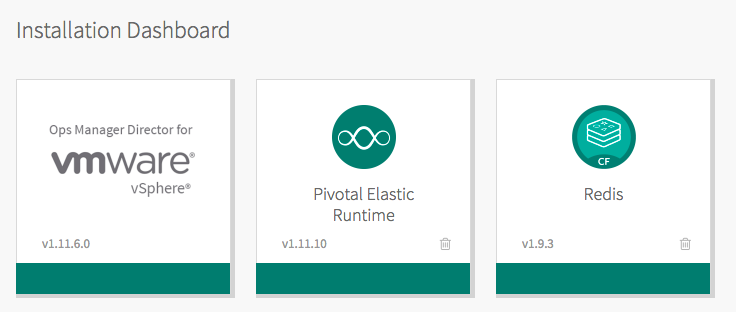 Installation Dashboard
Ops Manager Director for
vmware®
vSphere®
v1.11.6.0
Pivotal Elastic
Runtime
v1.11.10
CF
Redis
v1.9.3